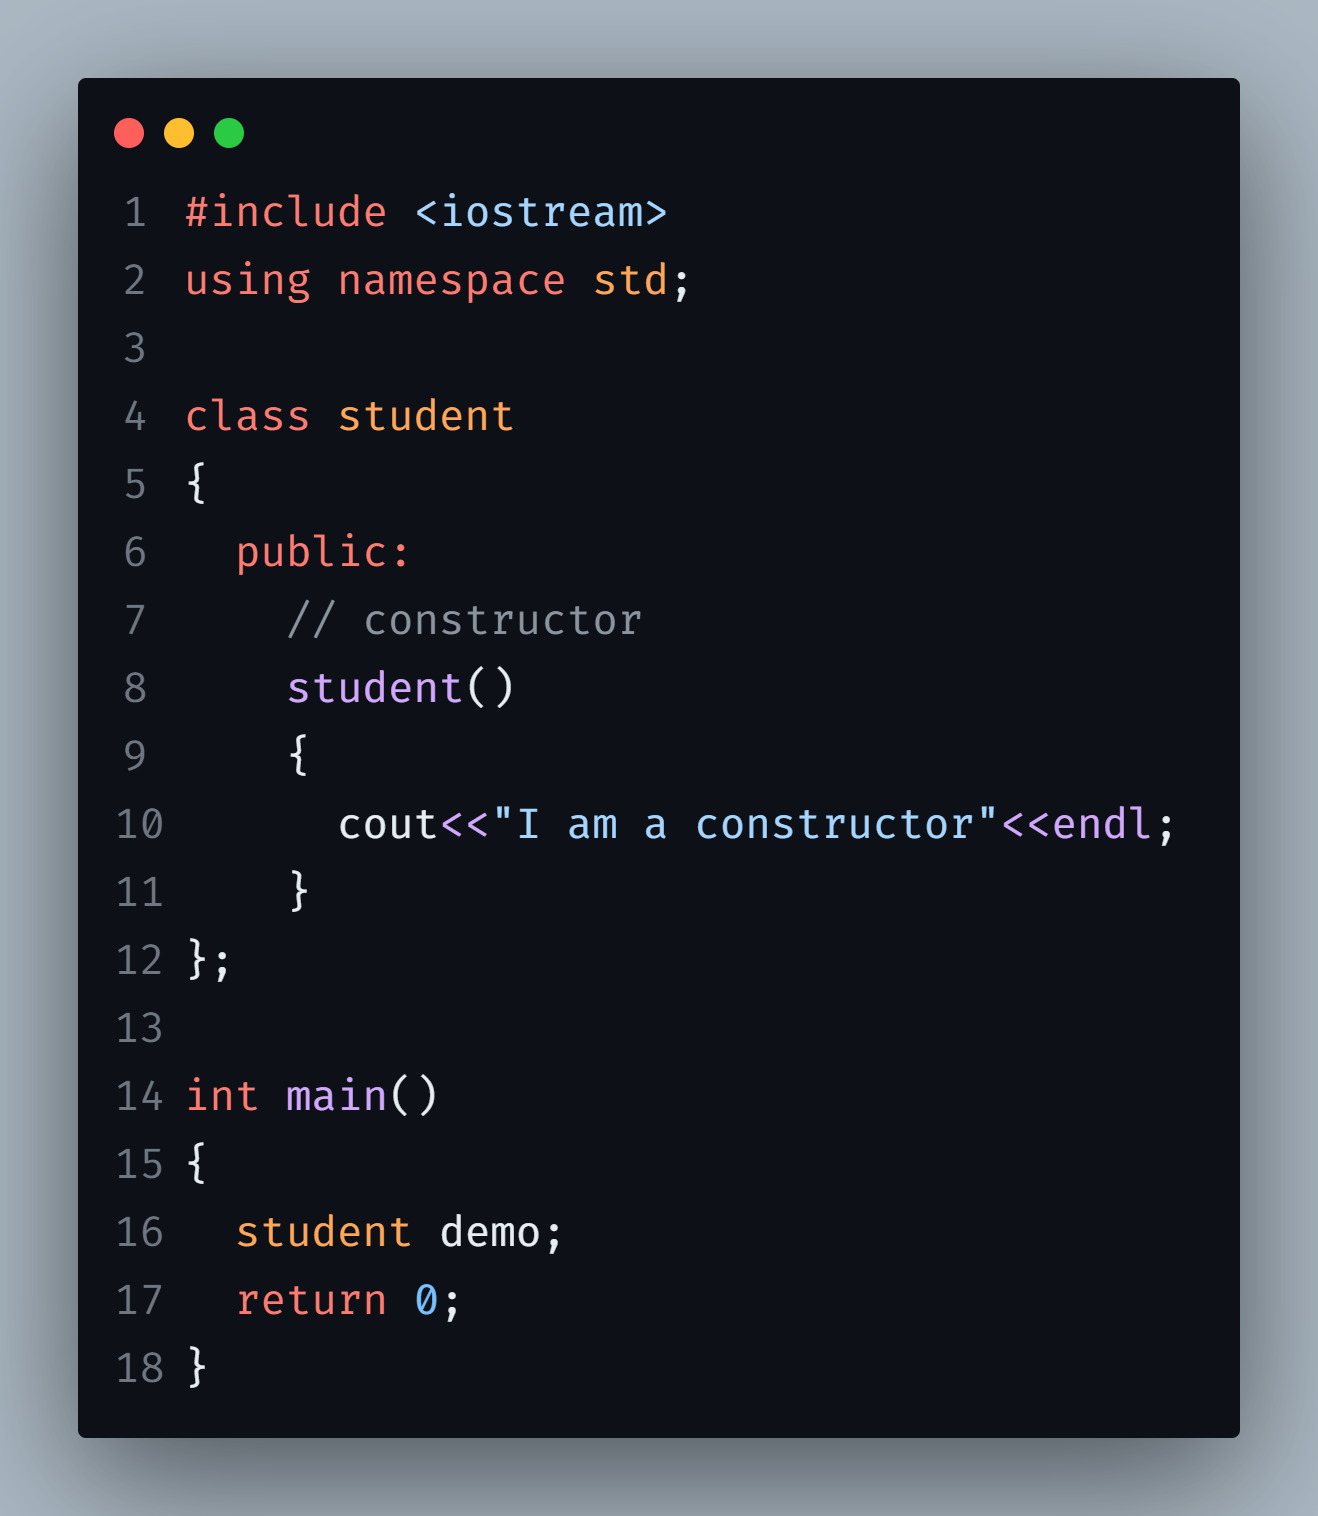 1 #include <iostream>
2 using namespace std;
3
4 class student
5 {
6   public:
7     // constructor
8     student()
9     {
10       cout<<"I am a constructor"<<endl;
11     }
12 };
13
14 int main()
15 {
16   student demo;
17   return 0;
18 }